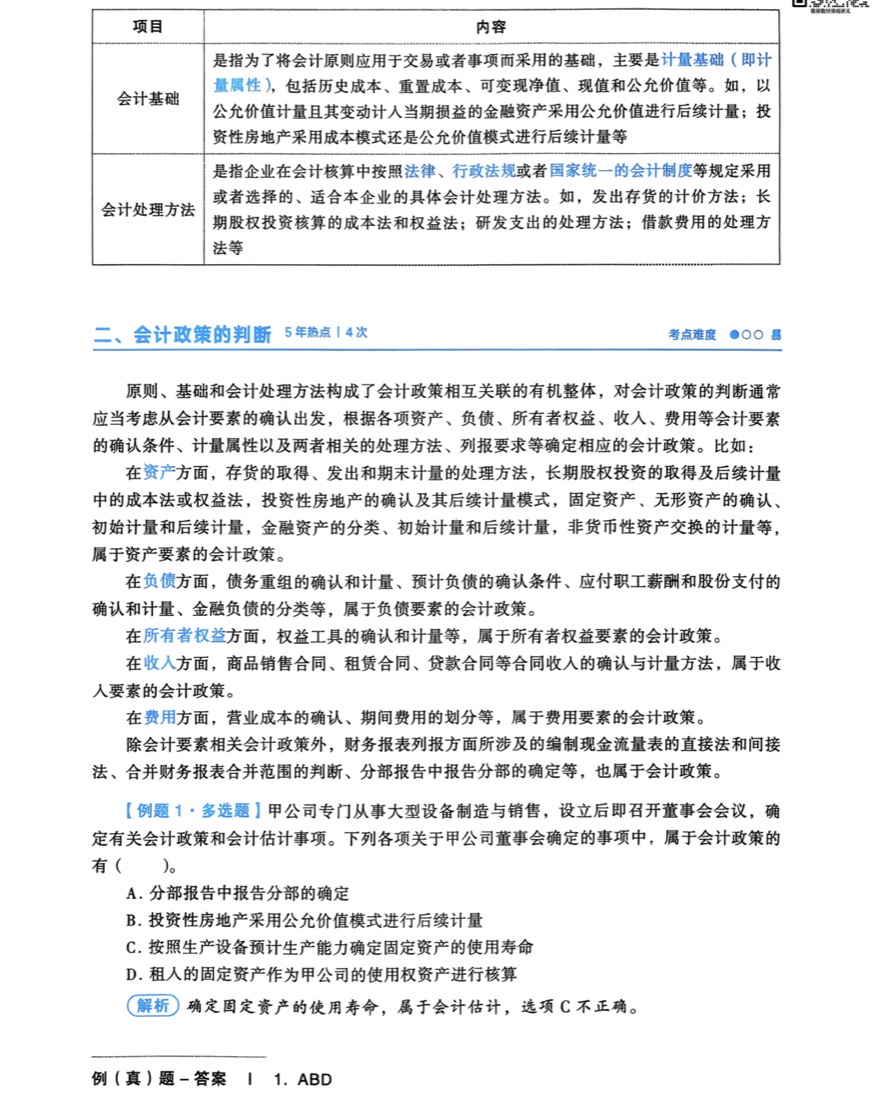 项目 内容
会计基础
是指为了将会计原则应用于交易或者事项而采用的基础，主要是计量基础（即计
量属性），包括历史成本、重置成本、可变现净值、现值和公允价值等。如，以
公允价值计量且其变动计入当期损益的金融资产采用公允价值进行后续计量；投
资性房地产采用成本模式还是公允价值模式进行后续计量等
会计处理方法
是指企业在会计核算中按照法律、行政法规或者国家统一的会计制度等规定采用
或者选择的、适合本企业的具体会计处理方法。如，发出存货的计价方法；长
期股权投资核算的成本法和权益法；研发支出的处理方法；借款费用的处理方
法等
二、会计政策的判断 5年热点 | 4次 考点难度 ●○○ 易
原则、基础和会计处理方法构成了会计政策相互关联的有机整体，对会计政策的判断通常
应当考虑从会计要素的确认出发，根据各项资产、负债、所有者权益、收入、费用等会计要素
的确认条件、计量属性以及两者相关的处理方法、列报要求等确定相应的会计政策。比如：
在资产方面，存货的取得、发出和期末计量的处理方法，长期股权投资的取得及后续计量
中的成本法或权益法，投资性房地产的确认及其后续计量模式，固定资产、无形资产的确认、
初始计量和后续计量，金融资产的分类、初始计量和后续计量，非货币性资产交换的计量等，
属于资产要素的会计政策。
在负债方面，债务重组的确认和计量、预计负债的确认条件、应付职工薪酬和股份支付的
确认和计量、金融负债的分类等，属于负债要素的会计政策。
在所有者权益方面，权益工具的确认和计量等，属于所有者权益要素的会计政策。
在收入方面，商品销售合同、租赁合同、贷款合同等合同收入的确认与计量方法，属于收
入要素的会计政策。
在费用方面，营业成本的确认、期间费用的划分等，属于费用要素的会计政策。
除会计要素相关会计政策外，财务报表列报方面所涉及的编制现金流量表的直接法和间接
法、合并财务报表合并范围的判断、分部报告中报告分部的确定等，也属于会计政策。
【例题1·多选题】甲公司专门从事大型设备制造与销售，设立后即召开董事会会议，确
定有关会计政策和会计估计事项。下列各项关于甲公司董事会确定的事项中，属于会计政策的
有（　　）。
A. 分部报告中报告分部的确定
B. 投资性房地产采用公允价值模式进行后续计量
C. 按照生产设备预计生产能力确定固定资产的使用寿命
D. 租入的固定资产作为甲公司的使用权资产进行核算
解析 确定固定资产的使用寿命，属于会计估计，选项C不正确。
例（真）题–答案 | 1. ABD